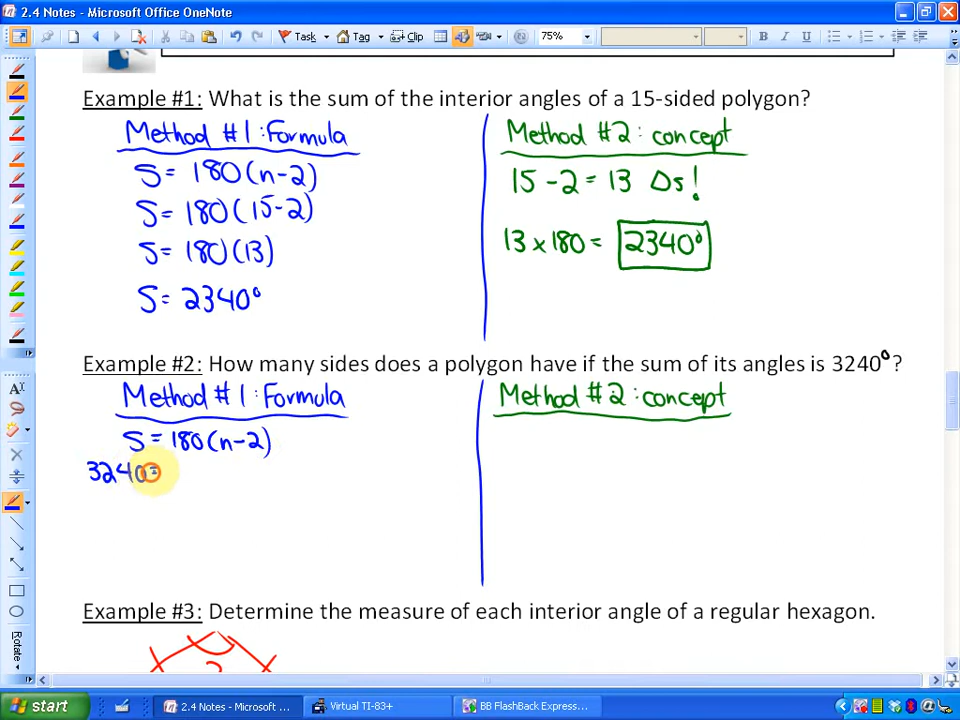 2.4 Notes - Microsoft Office OneNote
Task
Tag
Clip
75%
B I U
Example #1: What is the sum of the interior angles of a 15-sided polygon?
Method #1: Formula
S = 180(n-2)
S = 180(15-2)
S = 180(13)
S = 2340°
Method #2: concept
15 - 2 = 13 Δs!
13 x 180 = 2340°
Example #2: How many sides does a polygon have if the sum of its angles is 3240°?
Method #1: Formula
S = 180(n-2)
3240=
Method #2: concept
Example #3: Determine the measure of each interior angle of a regular hexagon.
?
Rotate
start
2.4 Notes - Microsoft ...
Virtual TI-83+
BB FlashBack Express...